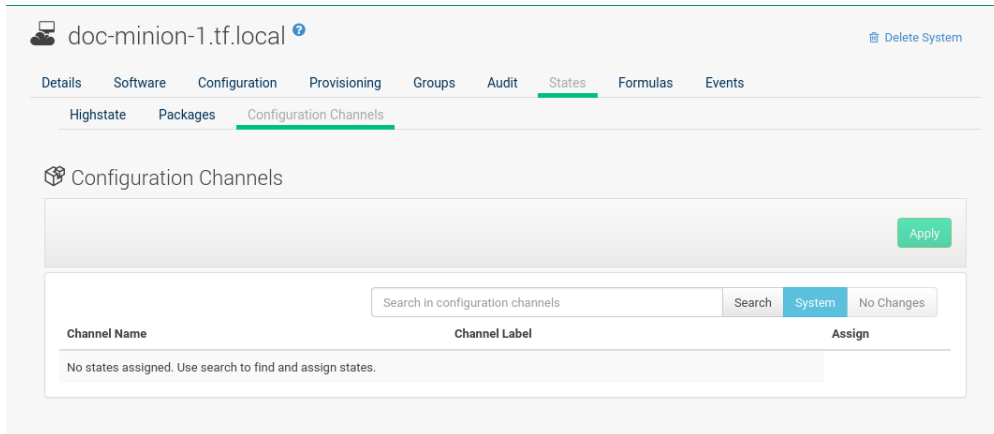 doc-minion-1.tf.local ?
Delete System
Details Software Configuration Provisioning Groups Audit States Formulas Events
Highstate Packages Configuration Channels
Configuration Channels
Apply
Search in configuration channels Search System No Changes
Channel Name Channel Label Assign
No states assigned. Use search to find and assign states.